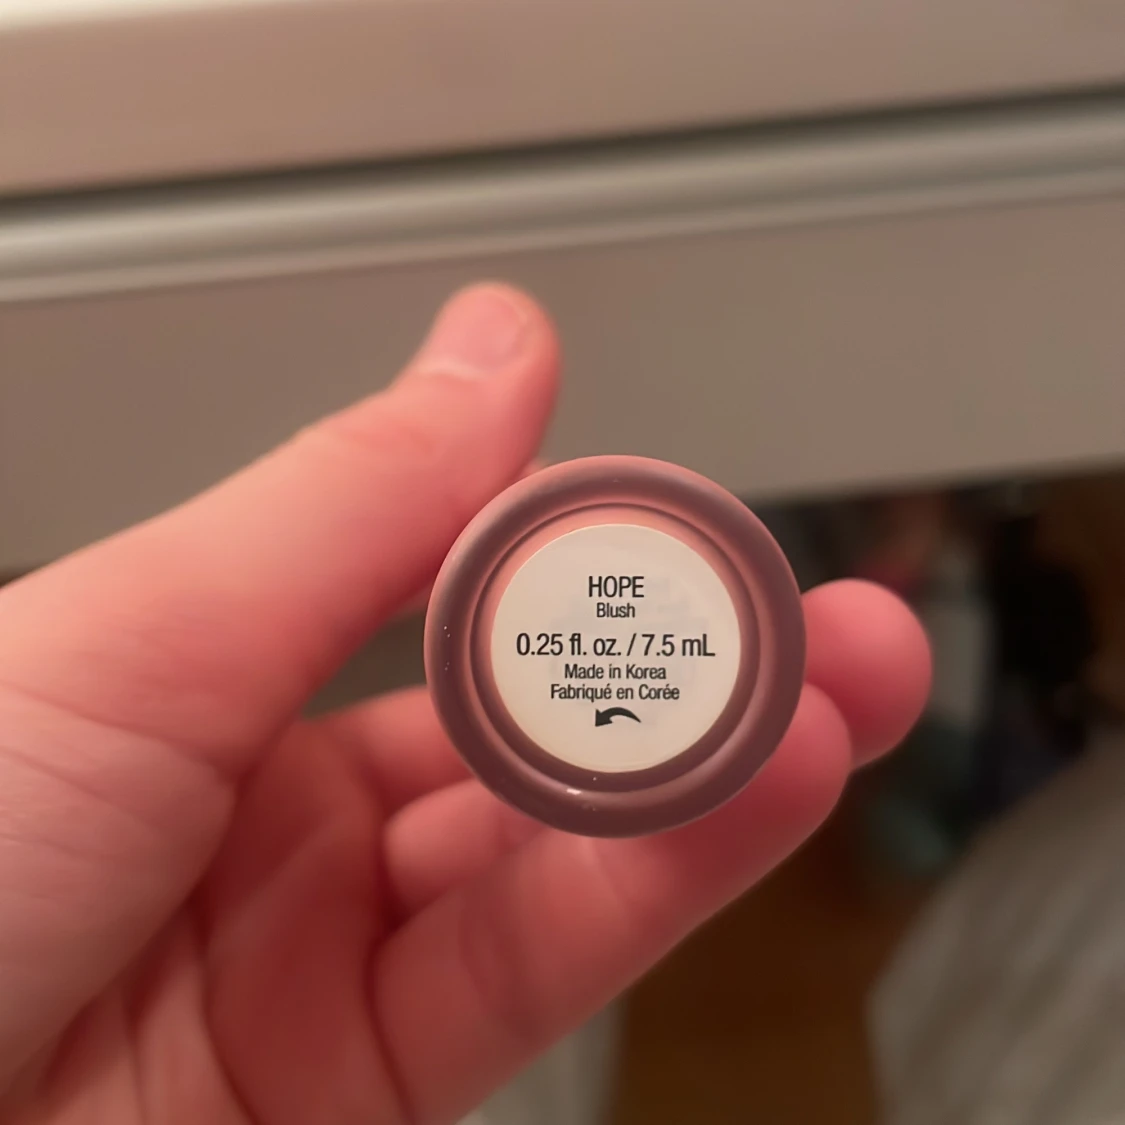 HOPE
Blush
0.25 fl. oz. / 7.5 mL
Made in Korea
Fabriqué en Corée